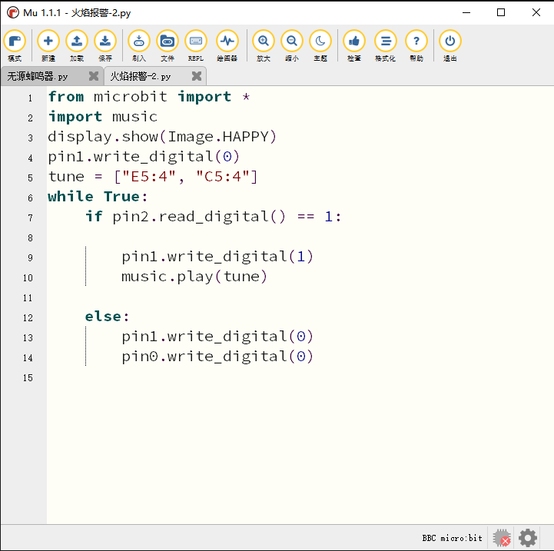 Mu 1.1.1 - 火焰报警-2.py
模式 新建 加载 保存 刷入 文件 REPL 绘图器 放大 缩小 主题 检查 格式化 帮助 退出
无源蜂鸣器.py 火焰报警-2.py
1 from microbit import *
2 import music
3 display.show(Image.HAPPY)
4 pin1.write_digital(0)
5 tune = ["E5:4", "C5:4"]
6 while True:
7 if pin2.read_digital() == 1:
8
9 pin1.write_digital(1)
10 music.play(tune)
11
12 else:
13 pin1.write_digital(0)
14 pin0.write_digital(0)
15
BBC micro:bit